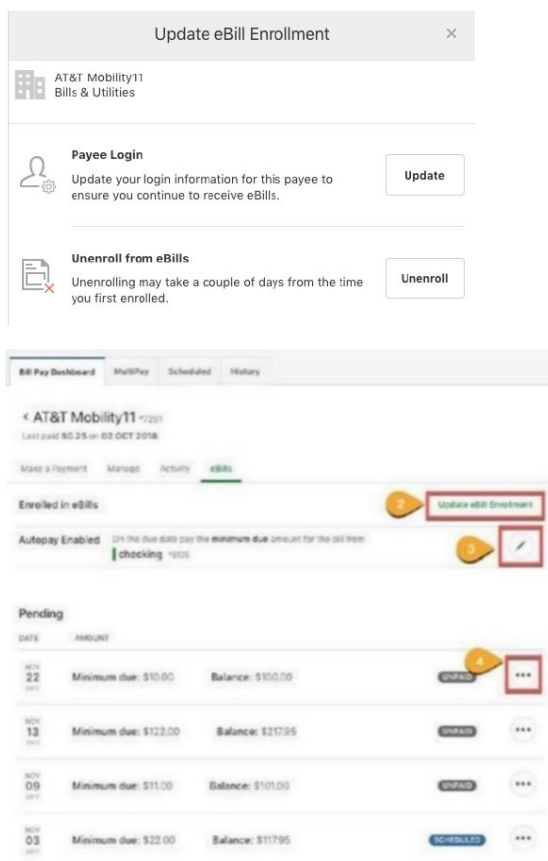 Update eBill Enrollment ×
AT&T Mobility11
Bills & Utilities
Payee Login
Update your login information for this payee to
ensure you continue to receive eBills.
Update
Unenroll from eBills
Unenrolling may take a couple of days from the time
you first enrolled.
Unenroll
Bill Pay Dashboard MultiPay Scheduled History
< AT&T Mobility11
Last paid $0.25 on 02 OCT 2018
Make a Payment Manage Activity eBills
Enrolled in eBills 2 Update eBill Enrollment
Autopay Enabled On the due date pay the minimum due amount for the bill from
checking 3
Pending
DATE AMOUNT
4
NOV
22 Minimum due: $10.00 Balance: $100.00 UNPAID
NOV
13 Minimum due: $122.00 Balance: $217.95 UNPAID
NOV
09 Minimum due: $11.00 Balance: $101.00 UNPAID
NOV
03 Minimum due: $22.00 Balance: $117.95 SCHEDULED